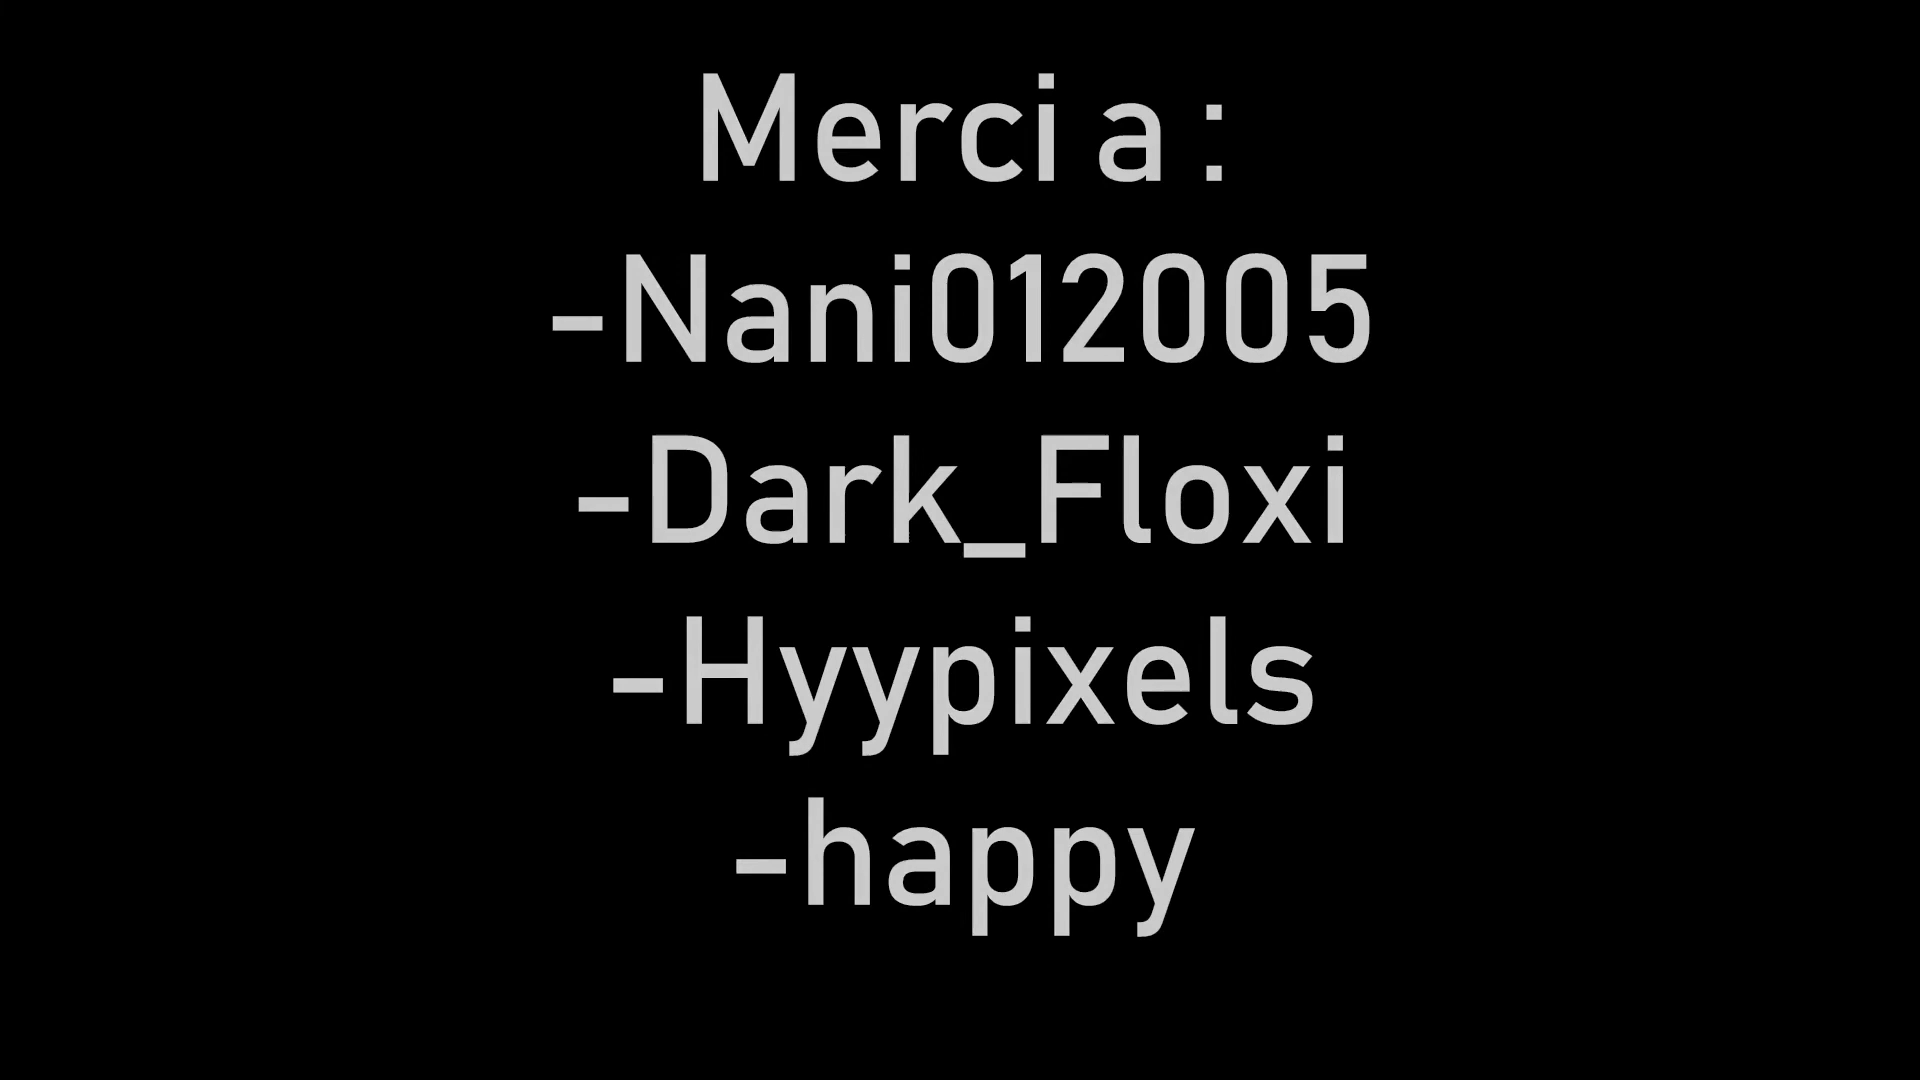 Merci a :
-Nani012005
-Dark_Floxi
-Hyypixels
-happy